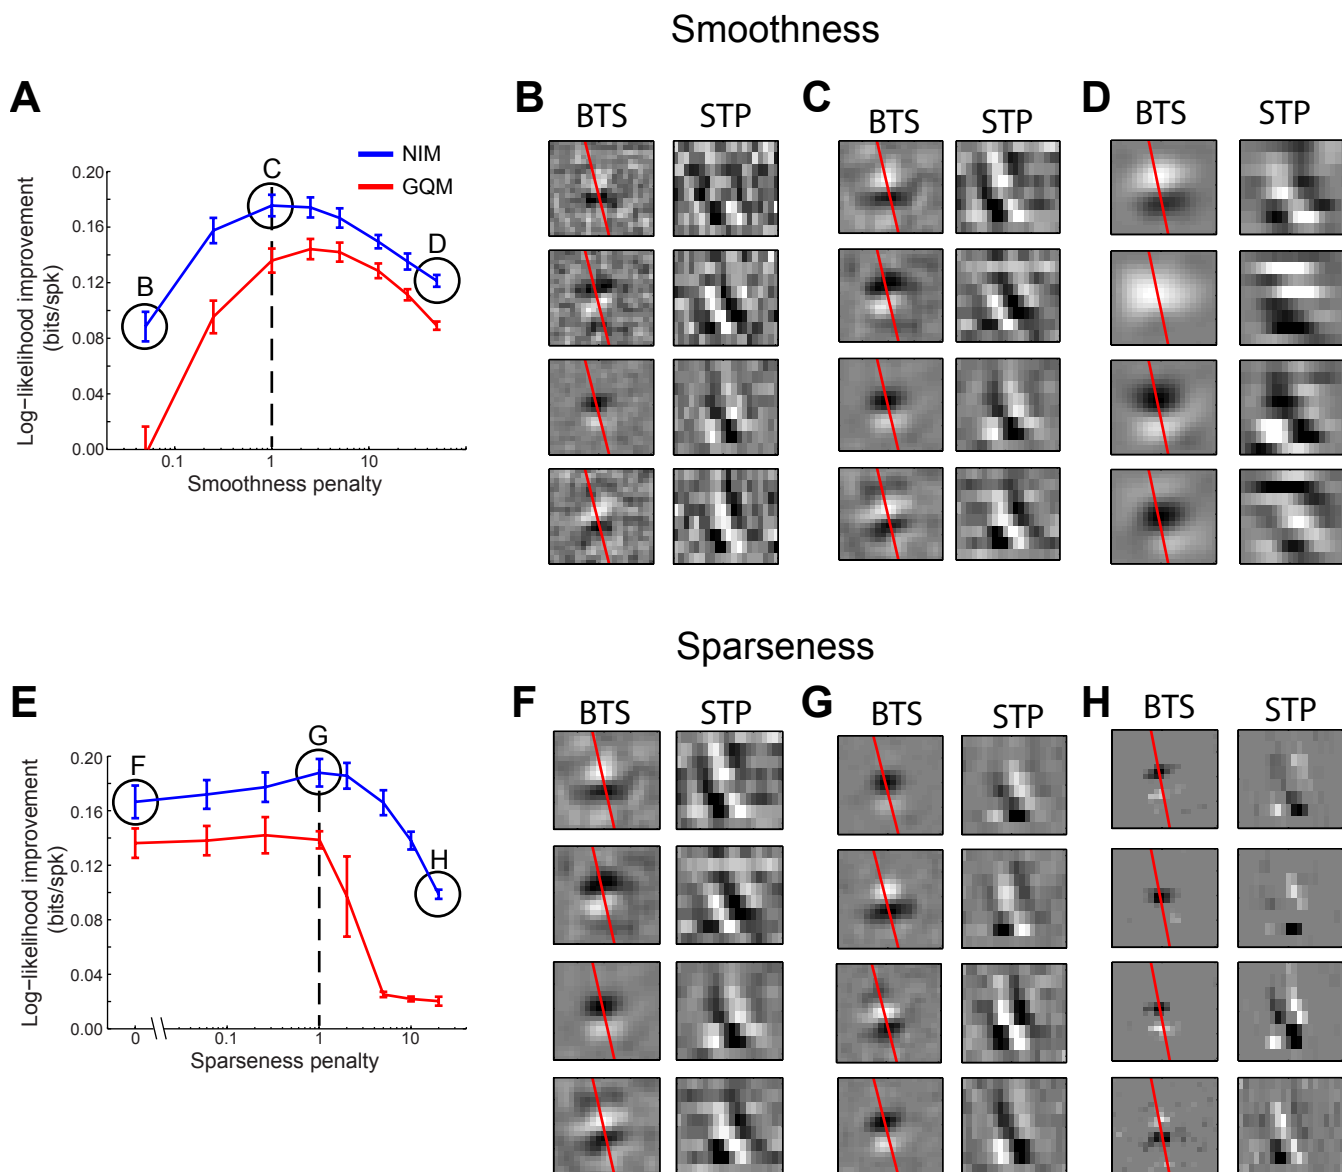 Smoothness
A
NIM
GQM
Log-likelihood improvement
(bits/spk)
0.20
0.16
0.12
0.08
0.04
0.00
0.1
1
10
Smoothness penalty
B
C
D
B
BTS
STP
C
BTS
STP
D
BTS
STP
Sparseness
E
Log-likelihood improvement
(bits/spk)
0.20
0.16
0.12
0.08
0.04
0.00
0
0.1
1
10
Sparseness penalty
F
G
H
F
BTS
STP
G
BTS
STP
H
BTS
STP